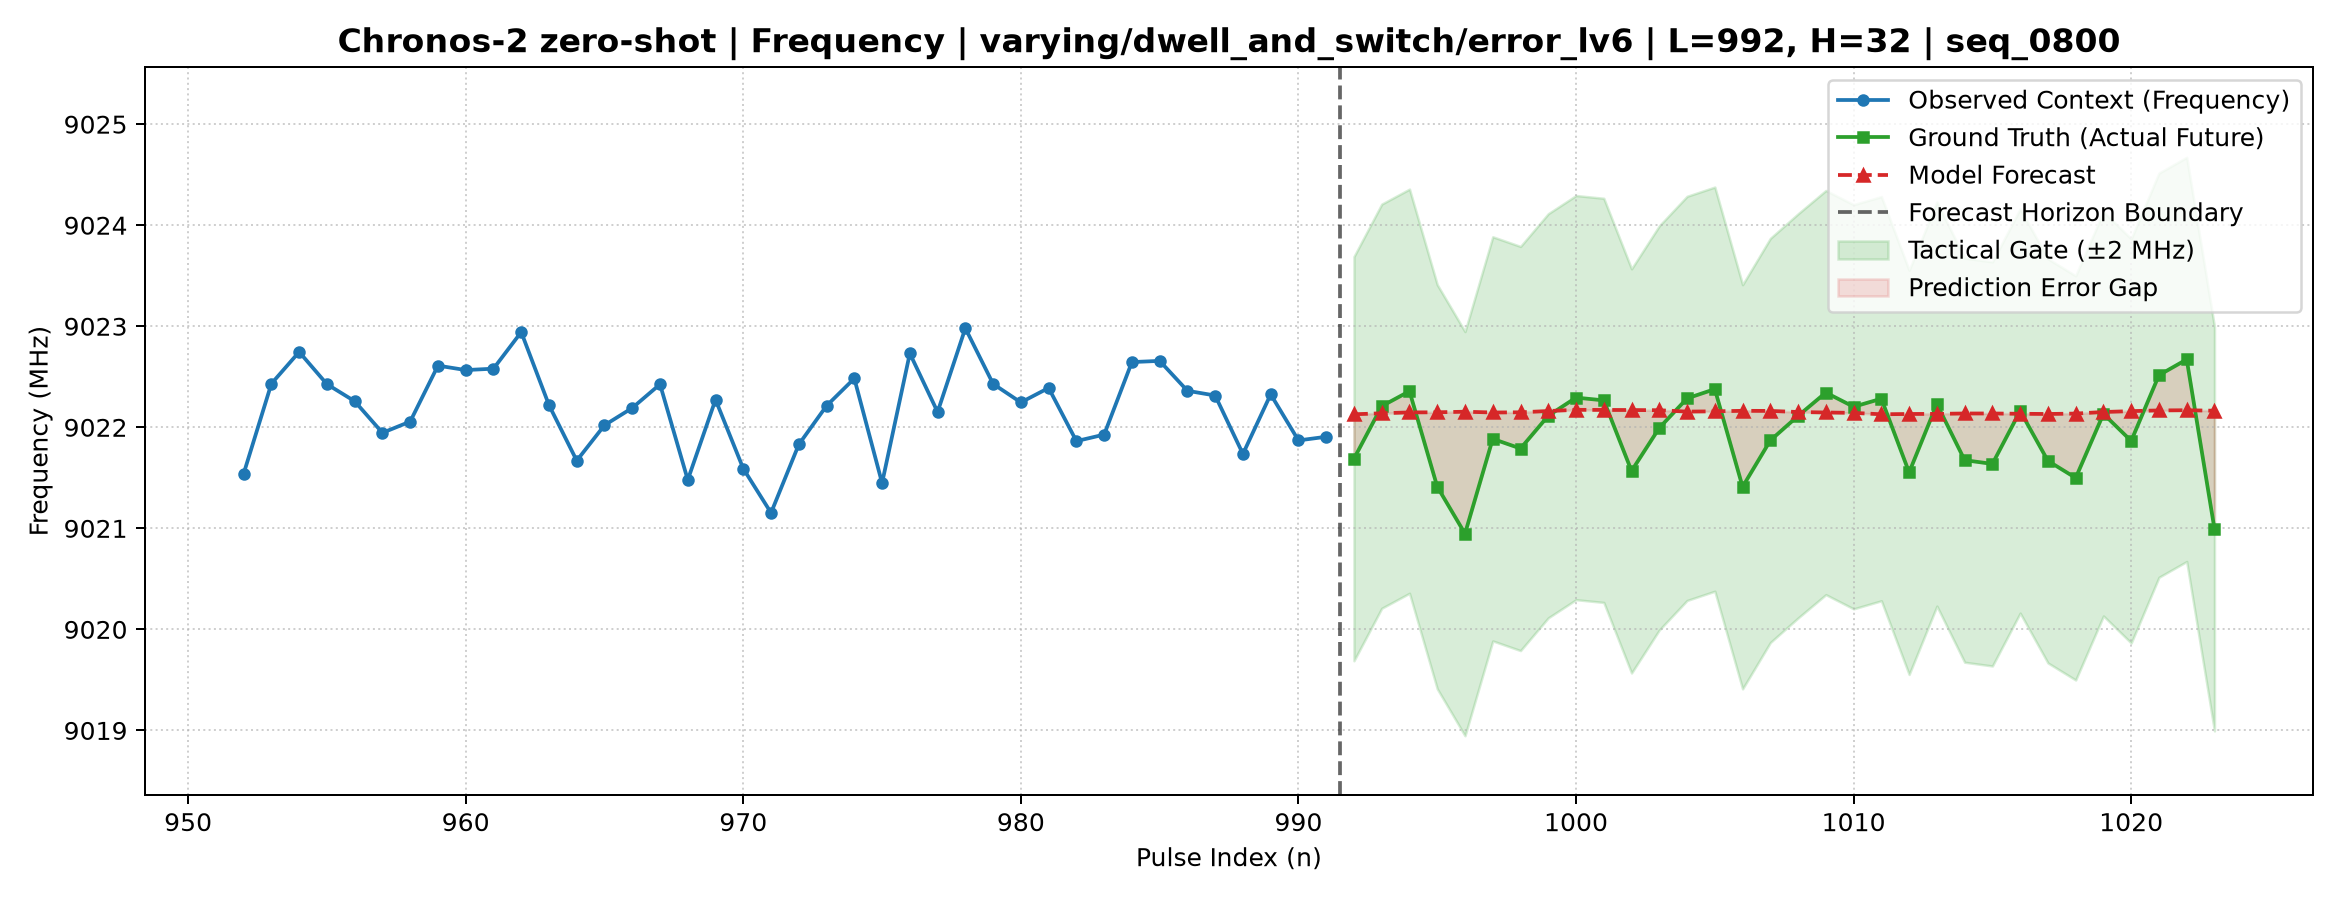 Chronos-2 zero-shot | Frequency | varying/dwell_and_switch/error_lv6 | L=992, H=32 | seq_0800
Observed Context (Frequency)
Ground Truth (Actual Future)
Model Forecast
Forecast Horizon Boundary
Tactical Gate (±2 MHz)
Prediction Error Gap
Frequency (MHz)
9025
9024
9023
9022
9021
9020
9019
950 960 970 980 990 1000 1010 1020
Pulse Index (n)